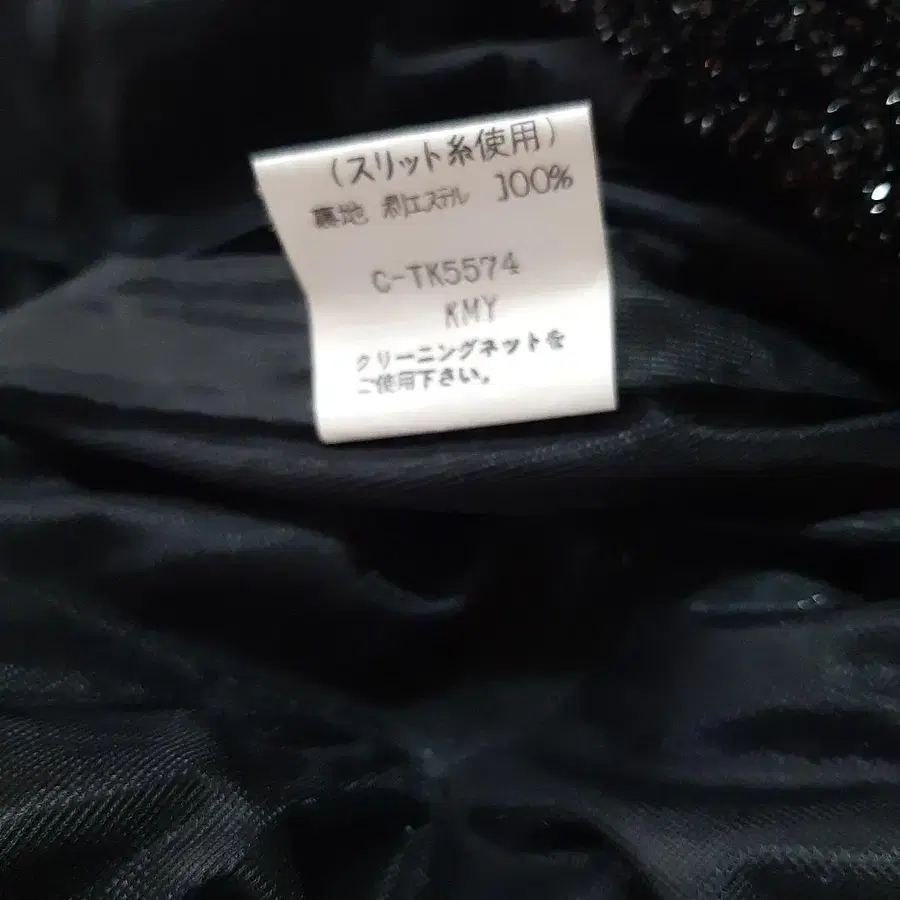 (スリット糸使用)
裏地 ポリエステル 100%
C-TK5574
KMY
クリーニングネットを
ご使用下さい。